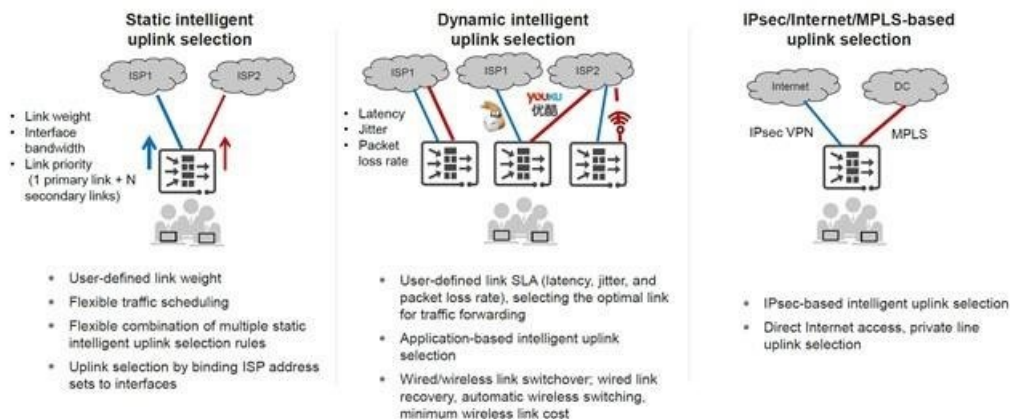 Static intelligent
uplink selection
ISP1
ISP2
• Link weight
• Interface
bandwidth
• Link priority
(1 primary link + N
secondary links)
• User-defined link weight
• Flexible traffic scheduling
• Flexible combination of multiple static
intelligent uplink selection rules
• Uplink selection by binding ISP address
sets to interfaces
Dynamic intelligent
uplink selection
ISP1
ISP1
ISP2
YOUKU
优酷
• Latency
• Jitter
• Packet
loss rate
• User-defined link SLA (latency, jitter, and
packet loss rate), selecting the optimal link
for traffic forwarding
• Application-based intelligent uplink
selection
• Wired/wireless link switchover; wired link
recovery, automatic wireless switching,
minimum wireless link cost
IPsec/Internet/MPLS-based
uplink selection
Internet
DC
IPsec VPN
MPLS
• IPsec-based intelligent uplink selection
• Direct Internet access, private line
uplink selection